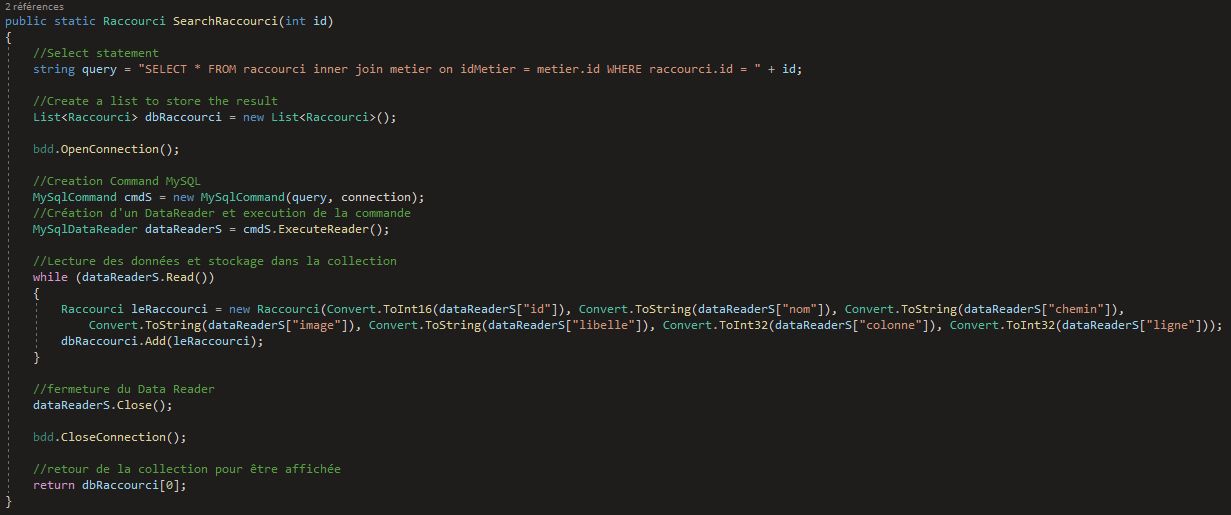 2 références
public static Raccourci SearchRaccourci(int id)
{
//Select statement
string query = "SELECT * FROM raccourci inner join metier on idMetier = metier.id WHERE raccourci.id = " + id;
//Create a list to store the result
List<Raccourci> dbRaccourci = new List<Raccourci>();
bdd.OpenConnection();
//Creation Command MySQL
MySqlCommand cmdS = new MySqlCommand(query, connection);
//Création d'un DataReader et execution de la commande
MySqlDataReader dataReaderS = cmdS.ExecuteReader();
//Lecture des données et stockage dans la collection
while (dataReaderS.Read())
{
Raccourci leRaccourci = new Raccourci(Convert.ToInt16(dataReaderS["id"]), Convert.ToString(dataReaderS["nom"]), Convert.ToString(dataReaderS["chemin"]),
Convert.ToString(dataReaderS["image"]), Convert.ToString(dataReaderS["libelle"]), Convert.ToInt32(dataReaderS["colonne"]), Convert.ToInt32(dataReaderS["ligne"]));
dbRaccourci.Add(leRaccourci);
}
//fermeture du Data Reader
dataReaderS.Close();
bdd.CloseConnection();
//retour de la collection pour être affichée
return dbRaccourci[0];
}